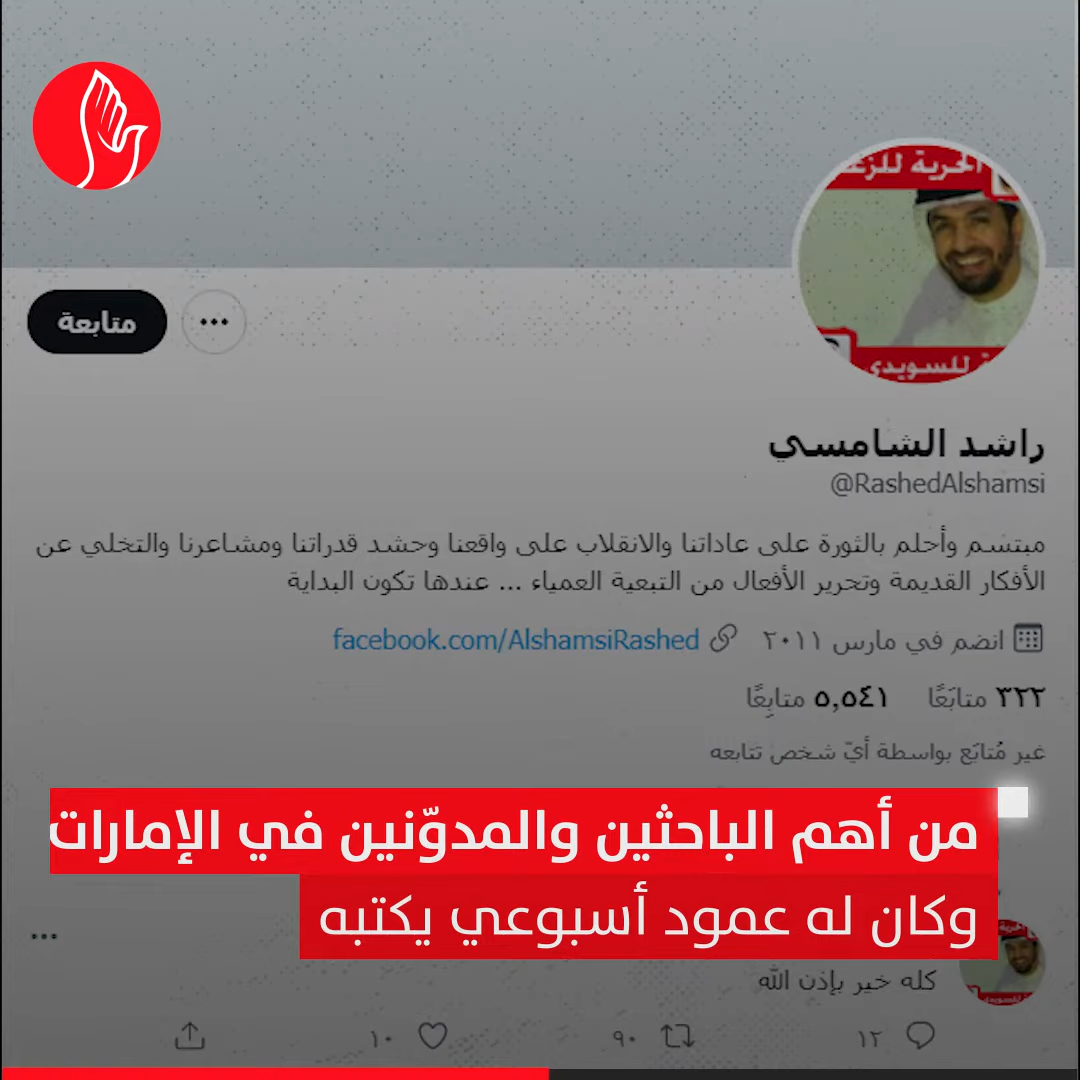 الحرية للزع
للسويدي
متابعة
راشد الشامسي
@RashedAlshamsi
مبتسم وأحلم بالثورة على عاداتنا والانقلاب على واقعنا وحشد قدراتنا ومشاعرنا والتخلي عن
الأفكار القديمة وتحرير الأفعال من التبعية العمياء ... عندها تكون البداية
انضم في مارس ٢٠١١ facebook.com/AlshamsiRashed
٣٢٢ متابَعًا ٥,٥٤١ متابِعًا
غير مُتابَع بواسطة أيّ شخص تتابعه
من أهم الباحثين والمدوّنين في الإمارات
وكان له عمود أسبوعي يكتبه
كله خير بإذن الله
١٢ ٩٠ ١٠